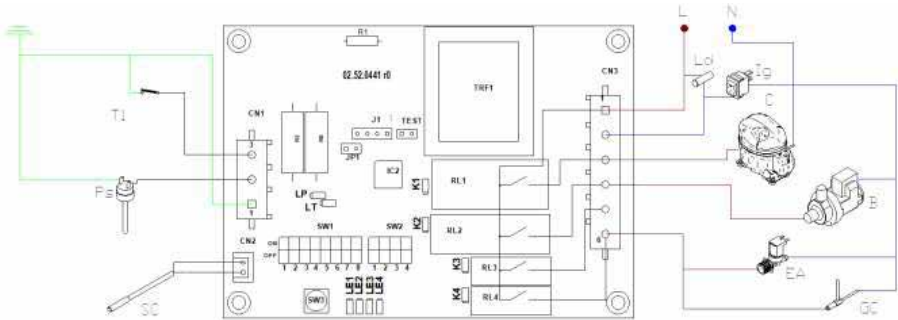 L N
R1
Ld
Ig
02.52.0441 r0
TRF1
CN3
C
T1
CN1
J1 1 TEST
3
JP1
IC2
Ps
K1 RL1
LP
LT
1
B
K2 RL2
CN2
SW1 SW2
ON
OFF
1 2 3 4 5 6 7 8 1 2 3 4
K3 RL3
6
EA
SC
SW3
LE1 LE2 LE3 LE4
K4 RL4
GC